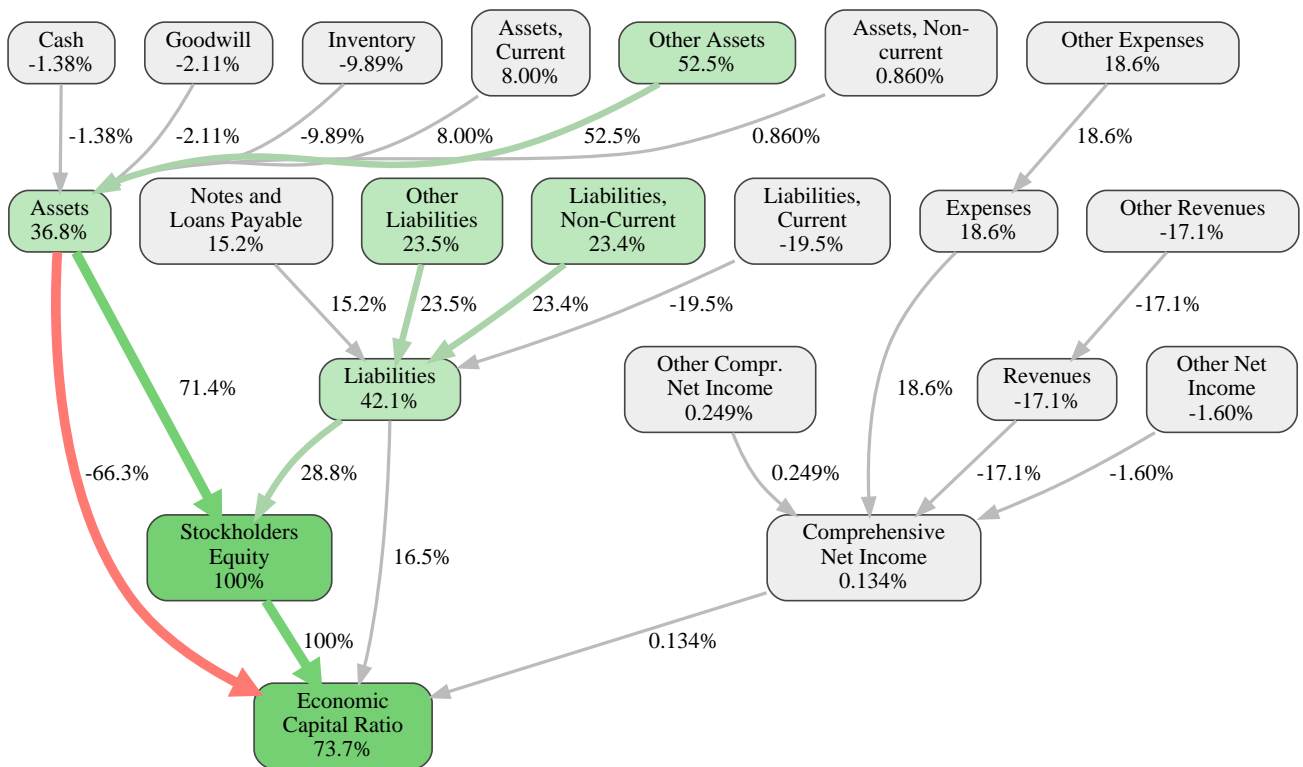 Cash
-1.38%
Goodwill
-2.11%
Inventory
-9.89%
Assets,
Current
8.00%
Other Assets
52.5%
Assets, Non-
current
0.860%
Other Expenses
18.6%
-1.38%
-2.11%
-9.89%
8.00%
52.5%
0.860%
18.6%
Assets
36.8%
Notes and
Loans Payable
15.2%
Other
Liabilities
23.5%
Liabilities,
Non-Current
23.4%
Liabilities,
Current
-19.5%
Expenses
18.6%
Other Revenues
-17.1%
15.2%
23.5%
23.4%
-19.5%
-17.1%
71.4%
Liabilities
42.1%
Other Compr.
Net Income
0.249%
18.6%
Revenues
-17.1%
Other Net
Income
-1.60%
-66.3%
28.8%
0.249%
-17.1%
-1.60%
Stockholders
Equity
100%
16.5%
Comprehensive
Net Income
0.134%
100%
0.134%
Economic
Capital Ratio
73.7%